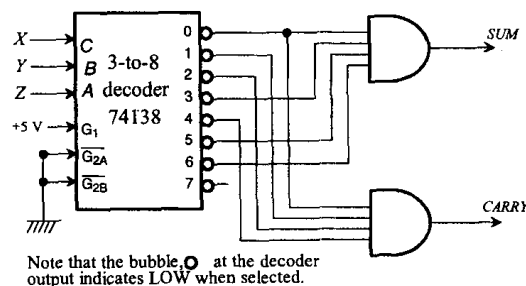 X
C
Y
B
Z
A
3-to-8
decoder
74138
+5 V
G1
G2A
G2B
0
1
2
3
4
5
6
7
SUM
CARRY
Note that the bubble, O at the decoder
output indicates LOW when selected.